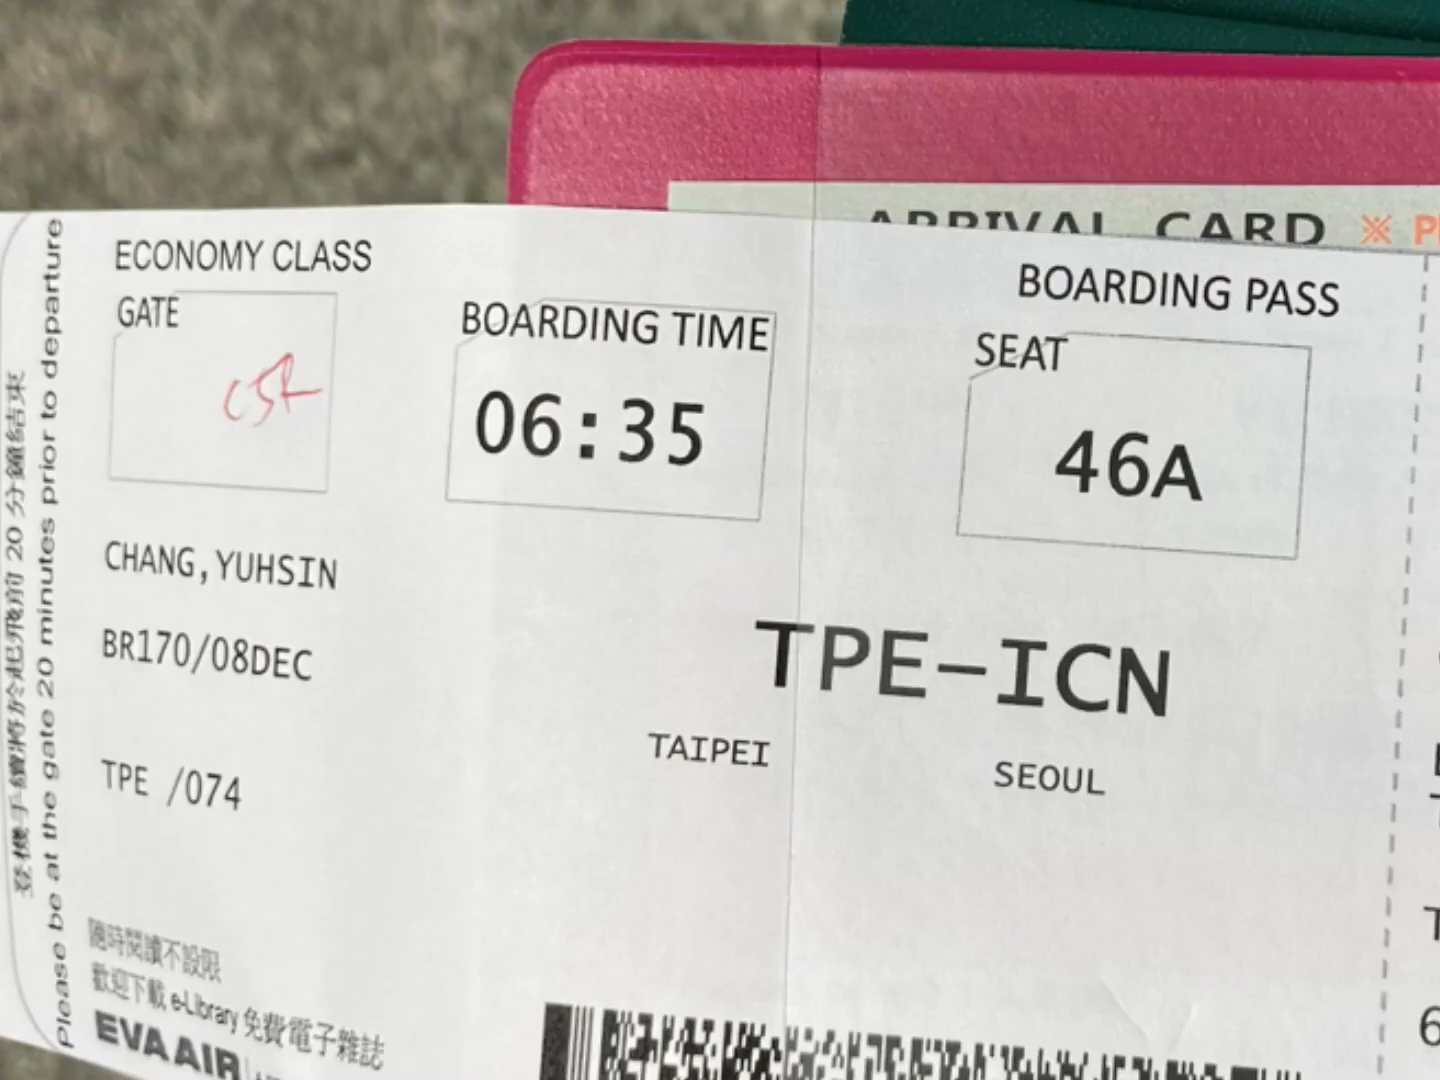 ARRIVAL CARD ※
ECONOMY CLASS
BOARDING PASS
GATE
BOARDING TIME
SEAT
C5R
06:35
46A
CHANG,YUHSIN
BR170/08DEC
TPE-ICN
TAIPEI
SEOUL
TPE /074
隨時閱讀不設限
歡迎下載 e-Library 免費電子雜誌
EVA AIR
登機手續將於起飛前 20 分鐘結束
Please be at the gate 20 minutes prior to departure